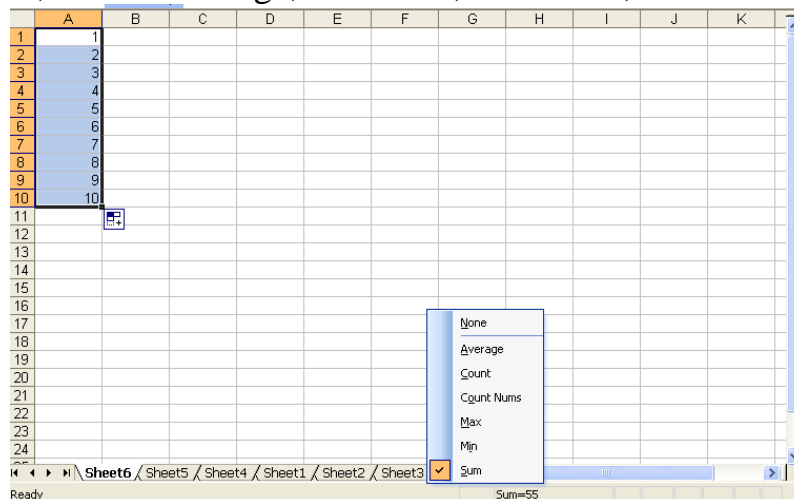 A B C D E F G H I J K
1 1
2 2
3 3
4 4
5 5
6 6
7 7
8 8
9 9
10 10
11
12
13
14
15
16
17 None
18 Average
19
20 Count
21 Count Nums
22 Max
23 Min
24 Sum
Sheet6 / Sheet5 / Sheet4 / Sheet1 / Sheet2 / Sheet3
Ready Sum=55